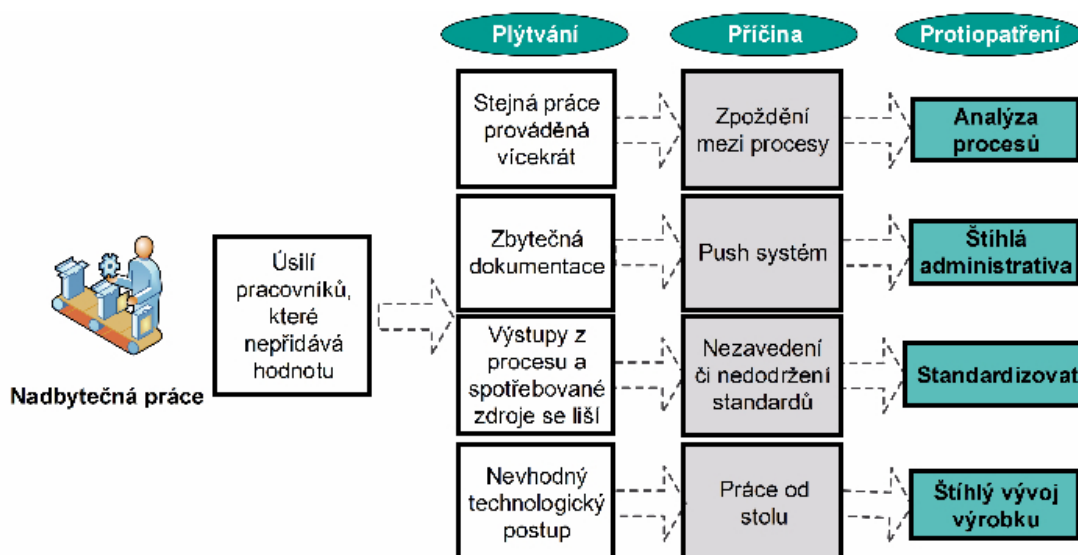 Plýtvání
Příčina
Protiopatření
Stejná práce
prováděná
vícekrát
Zpoždění
mezi procesy
Analýza
procesů
Zbytečná
dokumentace
Push systém
Štíhlá
administrativa
Úsilí
pracovníků,
které
nepřidává
hodnotu
Nadbytečná práce
Výstupy z
procesu a
spotřebované
zdroje se liší
Nezavedení
či nedodržení
standardů
Standardizovat
Nevhodný
technologický
postup
Práce od
stolu
Štíhlý vývoj
výrobku